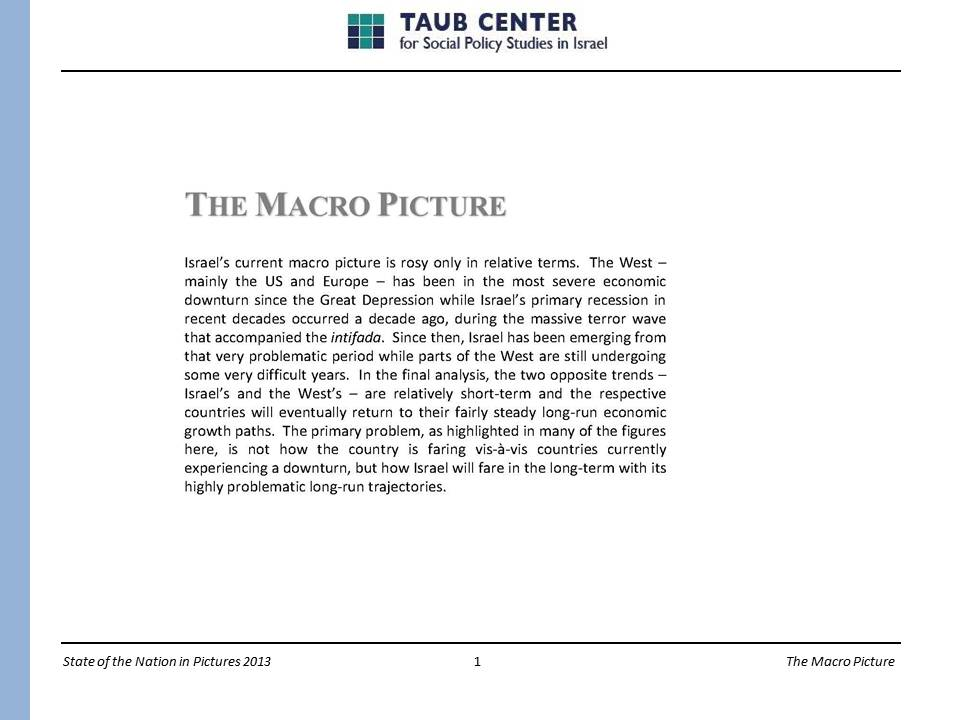 TAUB CENTER
for Social Policy Studies in Israel
THE MACRO PICTURE
Israel's current macro picture is rosy only in relative terms.  The West –
mainly the US and Europe – has been in the most severe economic
downturn since the Great Depression while Israel's primary recession in
recent decades occurred a decade ago, during the massive terror wave
that accompanied the intifada.  Since then, Israel has been emerging from
that very problematic period while parts of the West are still undergoing
some very difficult years.  In the final analysis, the two opposite trends –
Israel's and the West's – are relatively short-term and the respective
countries will eventually return to their fairly steady long-run economic
growth paths.  The primary problem, as highlighted in many of the figures
here, is not how the country is faring vis-à-vis countries currently
experiencing a downturn, but how Israel will fare in the long-term with its
highly problematic long-run trajectories.
State of the Nation in Pictures 2013
1
The Macro Picture